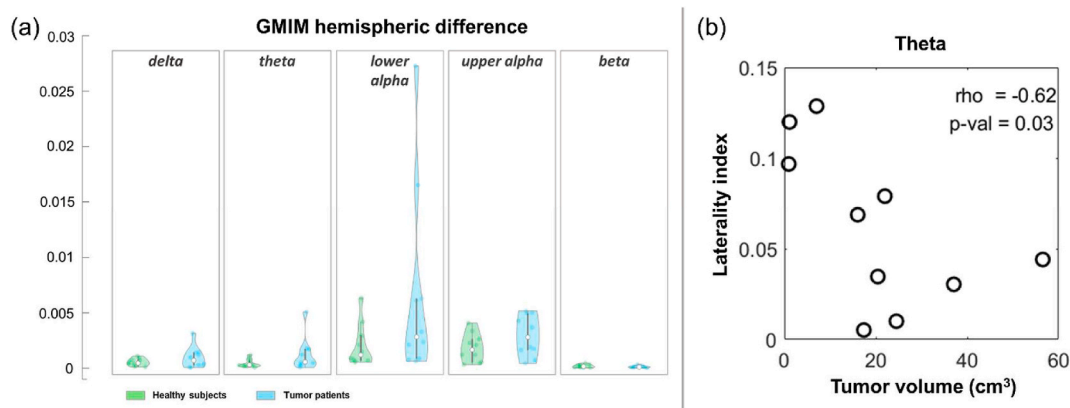 (a)
GMIM hemispheric difference
0.03
0.025
0.02
0.015
0.01
0.005
0
delta
theta
lower
alpha
upper alpha
beta
Healthy subjects
Tumor patients
(b)
Theta
rho = -0.62
p-val = 0.03
Laterality index
0.15
0.1
0.05
0
0
20
40
60
Tumor volume (cm³)